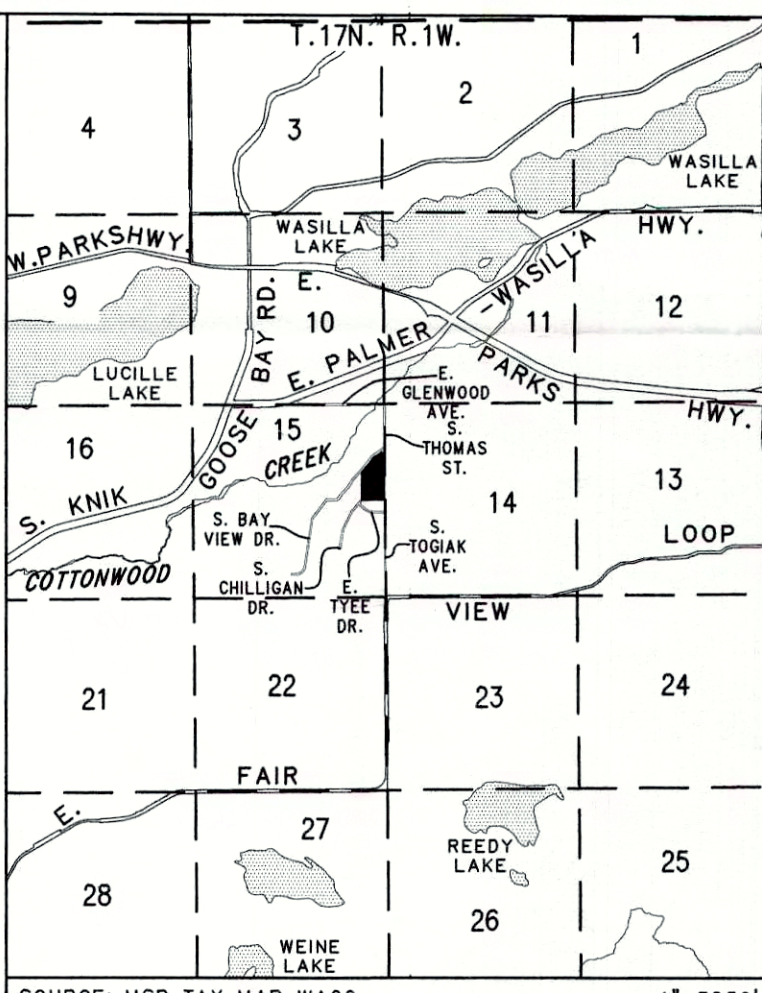 T.17N. R.1W.
1
2
3
4
WASILLA
LAKE
WASILLA
LAKE
W.PARKSHWY.
E.
PARKS
HWY.
E. PALMER
-WASILLA
HWY.
9
10
11
12
LUCILLE
LAKE
GOOSE
BAY RD.
E.
GLENWOOD
AVE.
S.
THOMAS
ST.
16
15
CREEK
14
13
S. KNIK
S. BAY
VIEW DR.
S.
TOGIAK
AVE.
LOOP
COTTONWOOD
S.
CHILLIGAN
DR.
E.
TYEE
DR.
VIEW
21
22
23
24
FAIR
E.
27
REEDY
LAKE
25
28
26
WEINE
LAKE